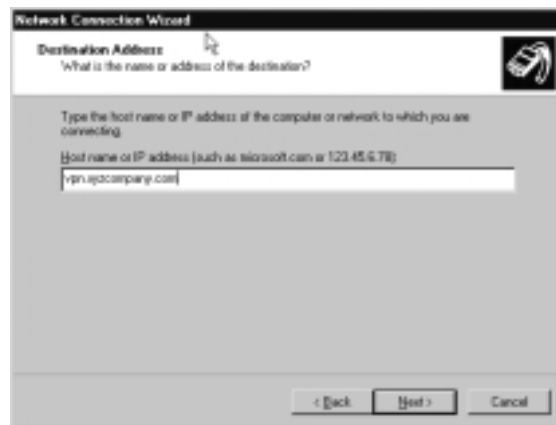 Network Connection Wizard
Destination Address
What is the name or address of the destination?
Type the host name or IP address of the computer or network to which you are
connecting.
Host name or IP address (such as microsoft.com or 123.45.6.78):
vpn.xyzcompany.com
< Back
Next >
Cancel